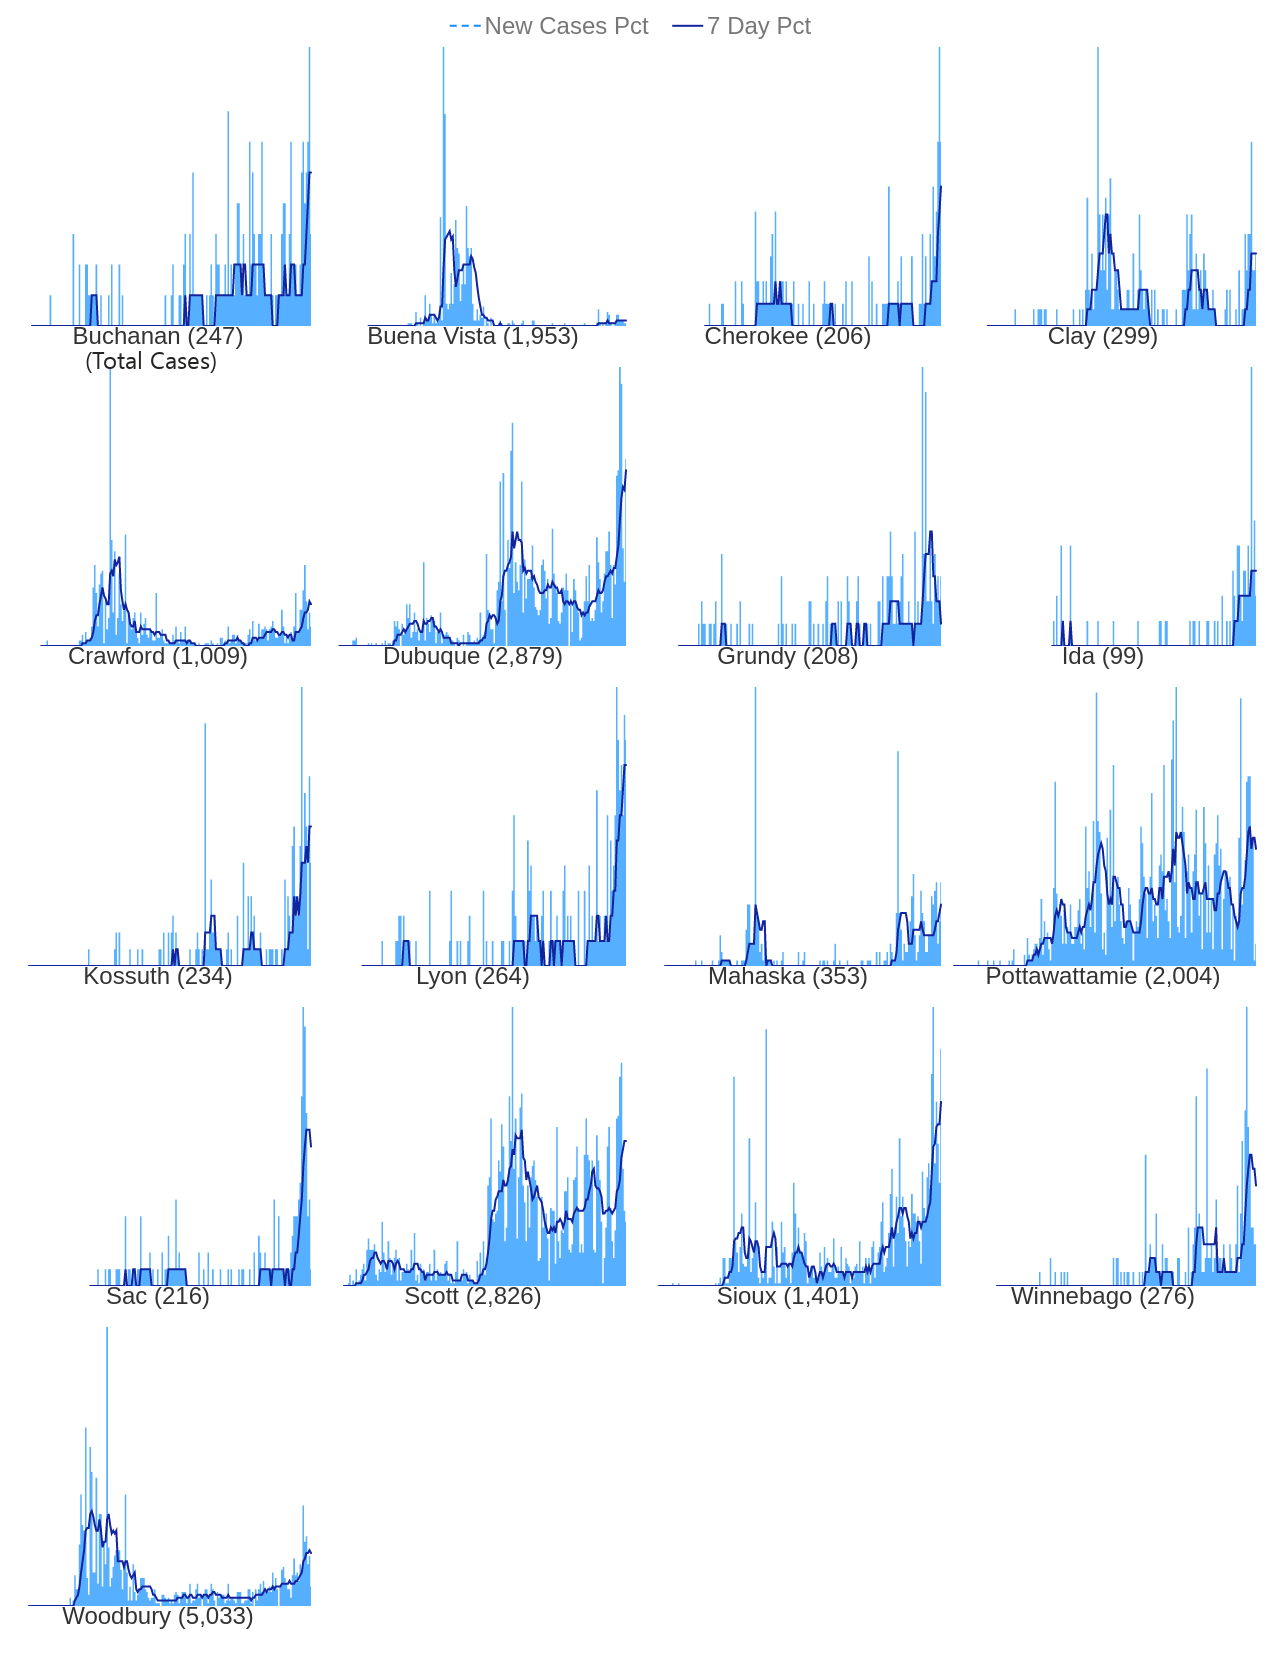 New Cases Pct 7 Day Pct
Buchanan (247) Buena Vista (1,953) Cherokee (206) Clay (299)
(Total Cases)
Crawford (1,009) Dubuque (2,879) Grundy (208) Ida (99)
Kossuth (234) Lyon (264) Mahaska (353) Pottawattamie (2,004)
Sac (216) Scott (2,826) Sioux (1,401) Winnebago (276)
Woodbury (5,033)